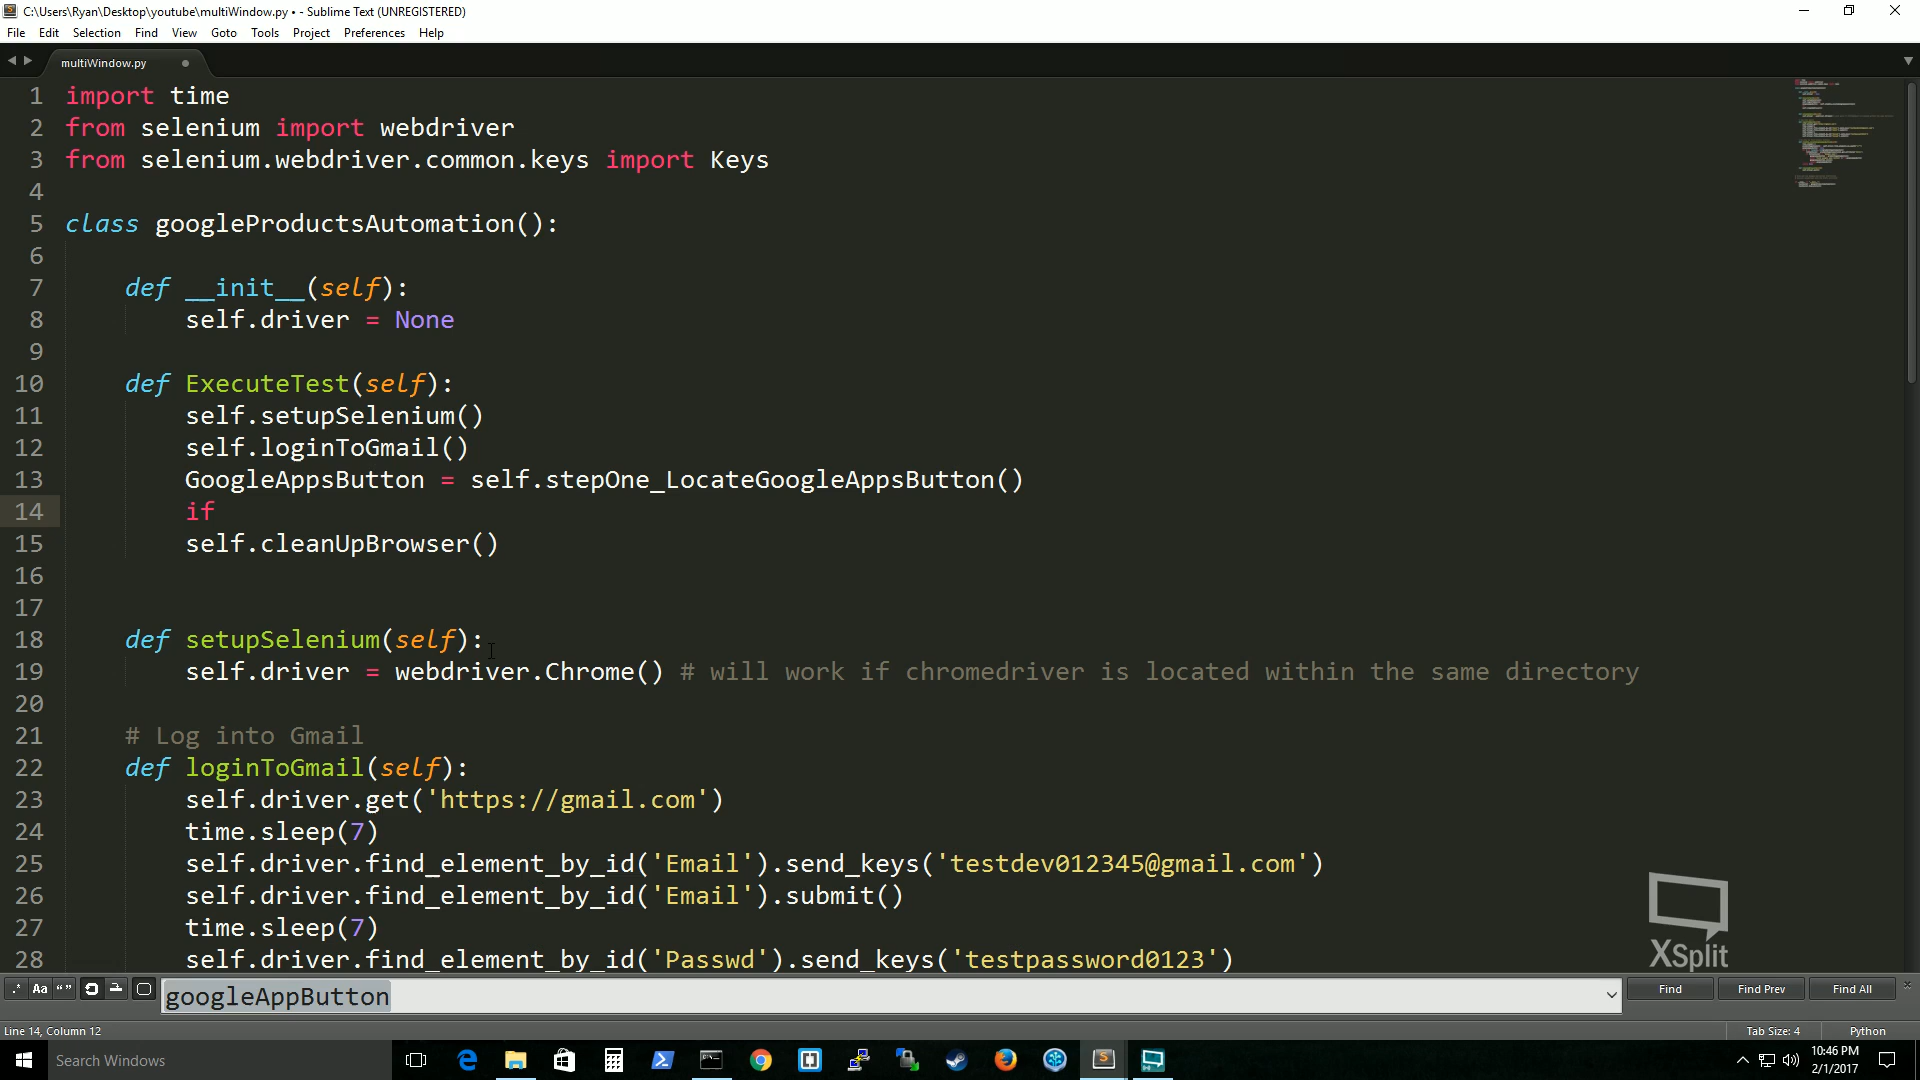 C:\Users\Ryan\Desktop\youtube\multiWindow.py • - Sublime Text (UNREGISTERED)
File Edit Selection Find View Goto Tools Project Preferences Help
multiWindow.py
1 import time
2 from selenium import webdriver
3 from selenium.webdriver.common.keys import Keys
4
5 class googleProductsAutomation():
6
7 def __init__(self):
8 self.driver = None
9
10 def ExecuteTest(self):
11 self.setupSelenium()
12 self.loginToGmail()
13 GoogleAppsButton = self.stepOne_LocateGoogleAppsButton()
14 if
15 self.cleanUpBrowser()
16
17
18 def setupSelenium(self):
19 self.driver = webdriver.Chrome() # will work if chromedriver is located within the same directory
20
21 # Log into Gmail
22 def loginToGmail(self):
23 self.driver.get('https://gmail.com')
24 time.sleep(7)
25 self.driver.find_element_by_id('Email').send_keys('testdev012345@gmail.com')
26 self.driver.find_element_by_id('Email').submit()
27 time.sleep(7)
28 self.driver.find_element_by_id('Passwd').send_keys('testpassword0123')
XSplit
.* Aa “” googleAppButton Find Find Prev Find All
Line 14, Column 12 Tab Size: 4 Python
Search Windows
10:46 PM
2/1/2017